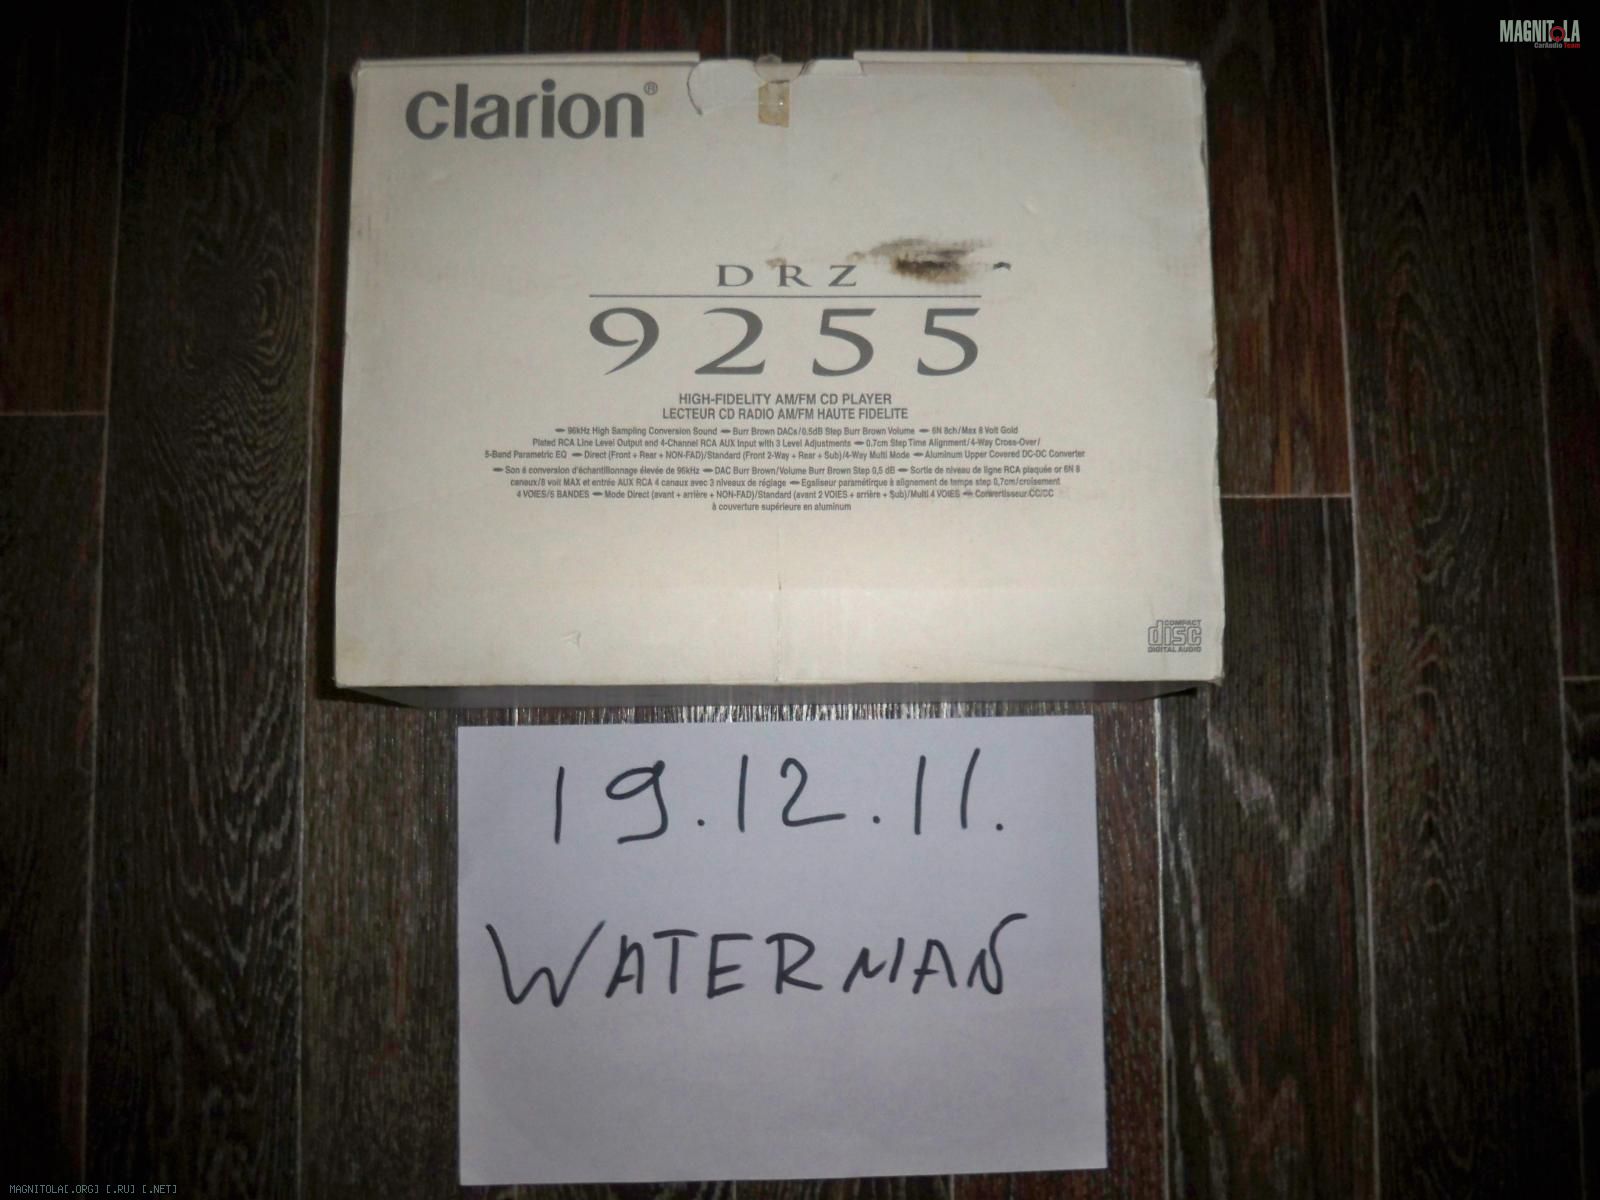 MAGNITOLA
CarAudio Team
clarion®
DRZ
9255
HIGH-FIDELITY AM/FM CD PLAYER
LECTEUR CD RADIO AM/FM HAUTE FIDELITE
96kHz High Sampling Conversion Sound Burr Brown DACs/0.5dB Step Burr Brown Volume 6N 8ch/Max 8 Volt Gold
Plated RCA Line Level Output and 4-Channel RCA AUX Input with 3 Level Adjustments 0.7cm Step Time Alignment/4-Way Cross-Over/
5-Band Parametric EQ Direct (Front + Rear + NON-FAD)/Standard (Front 2-Way + Rear + Sub)/4-Way Multi Mode Aluminum Upper Covered DC-DC Converter
Son é conversion d'échantillonnage élevée de 96kHz DAC Burr Brown/Volume Burr Brown Step 0,5 dB Sortie de niveau de ligne RCA plaquée or 6N 8
canaux/8 volt MAX et entrée AUX RCA 4 canaux avec 3 niveaux de réglage Egaliseur paramétrique à alignement de temps step 0,7cm/croisement
4 VOIES/5 BANDES Mode Direct (avant + arrière + NON-FAD)/Standard (avant 2 VOIES + arrière + Sub)/Multi 4 VOIES Convertisseur CC/CC
à couverture supérieure en aluminum
COMPACT
disc
DIGITAL AUDIO
19.12.11.
WATERMAN
MAGNITOLA[.ORG] [.RU] [.NET]